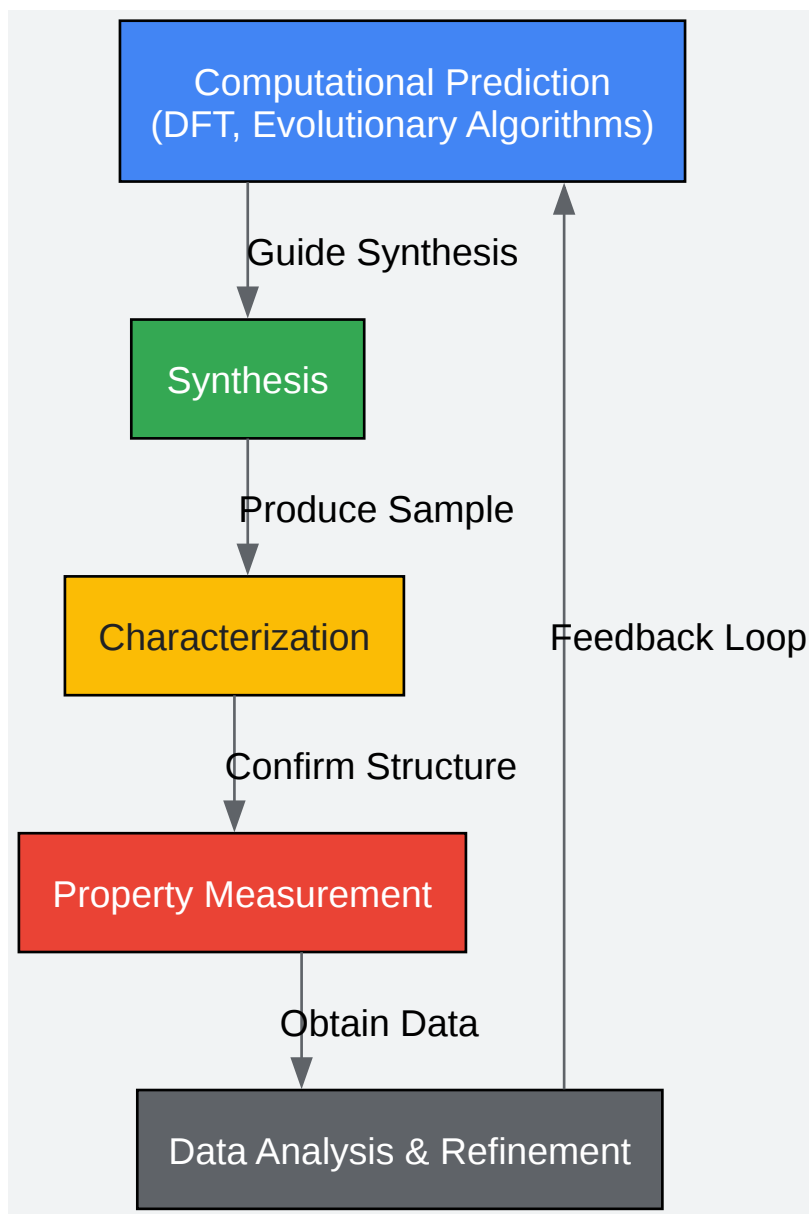 Computational Prediction
(DFT, Evolutionary Algorithms)
Guide Synthesis
Synthesis
Produce Sample
Characterization
Feedback Loop
Confirm Structure
Property Measurement
Obtain Data
Data Analysis & Refinement